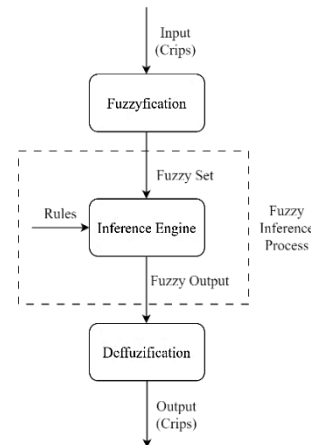 Input
(Crips)
Fuzzyfication
Fuzzy Set
Rules
Inference Engine
Fuzzy
Inference
Process
Fuzzy Output
Deffuzification
Output
(Crips)